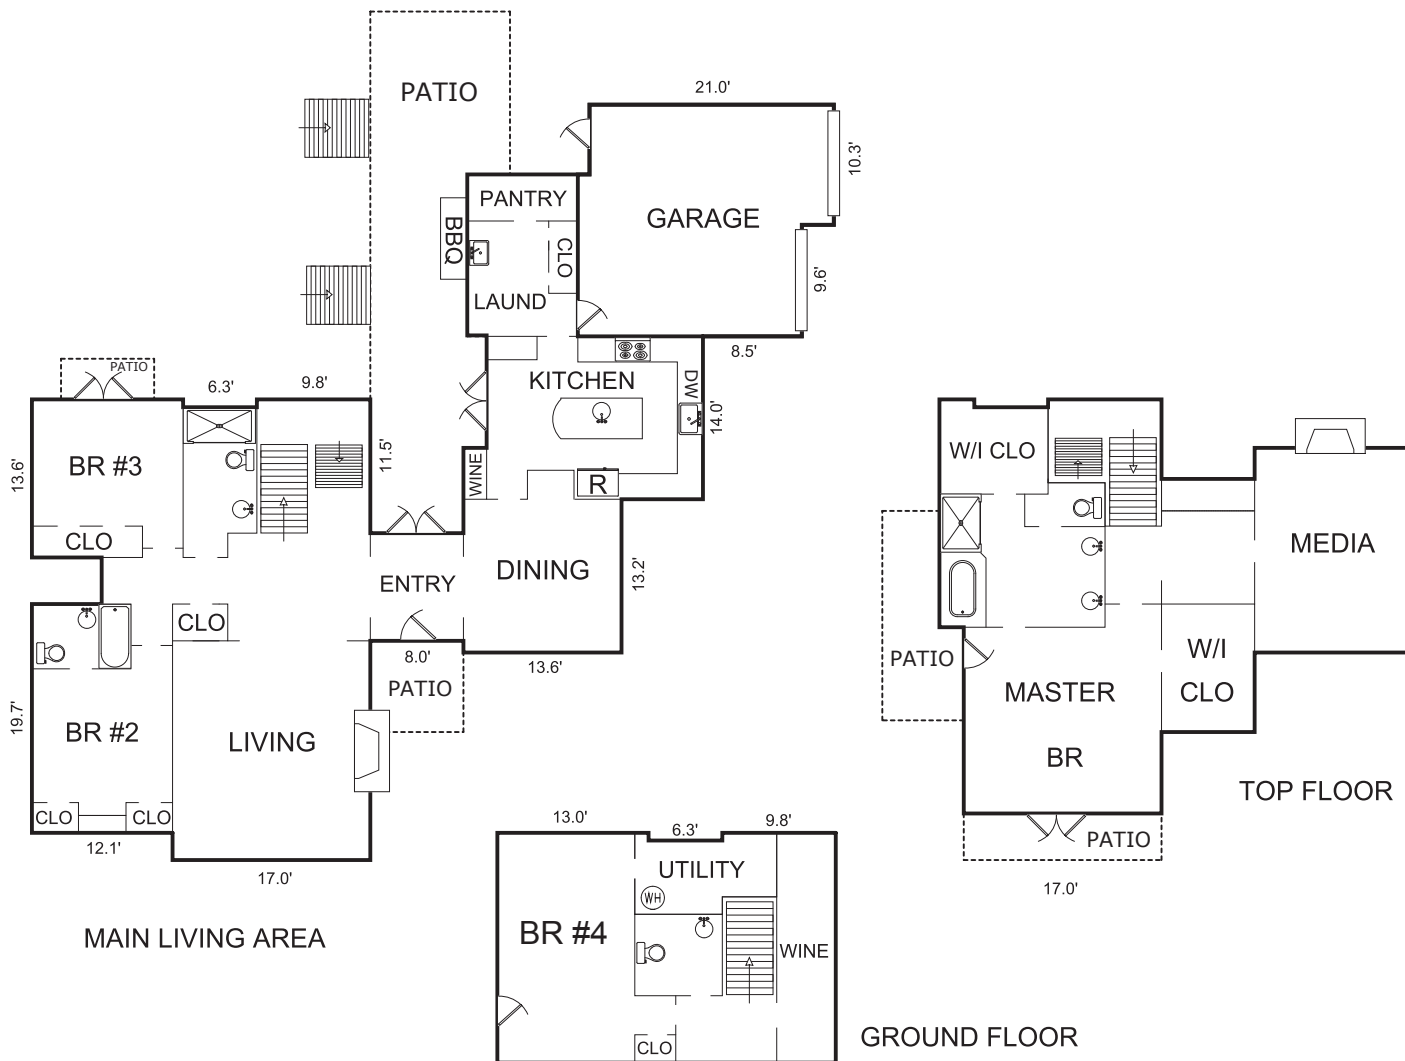 PATIO
21.0'
10.3'
PANTRY
GARAGE
BBQ
CLO
9.6'
LAUND
8.5'
PATIO
6.3'
9.8'
KITCHEN
DW
14.0'
13.6'
BR #3
11.5'
WINE
R
CLO
ENTRY
DINING
13.2'
CLO
8.0'
13.6'
PATIO
19.7'
BR #2
LIVING
CLO
CLO
12.1'
17.0'
MAIN LIVING AREA
W/I CLO
MEDIA
PATIO
W/I
CLO
MASTER
BR
TOP FLOOR
PATIO
17.0'
13.0'
6.3'
9.8'
UTILITY
WH
BR #4
WINE
CLO
GROUND FLOOR